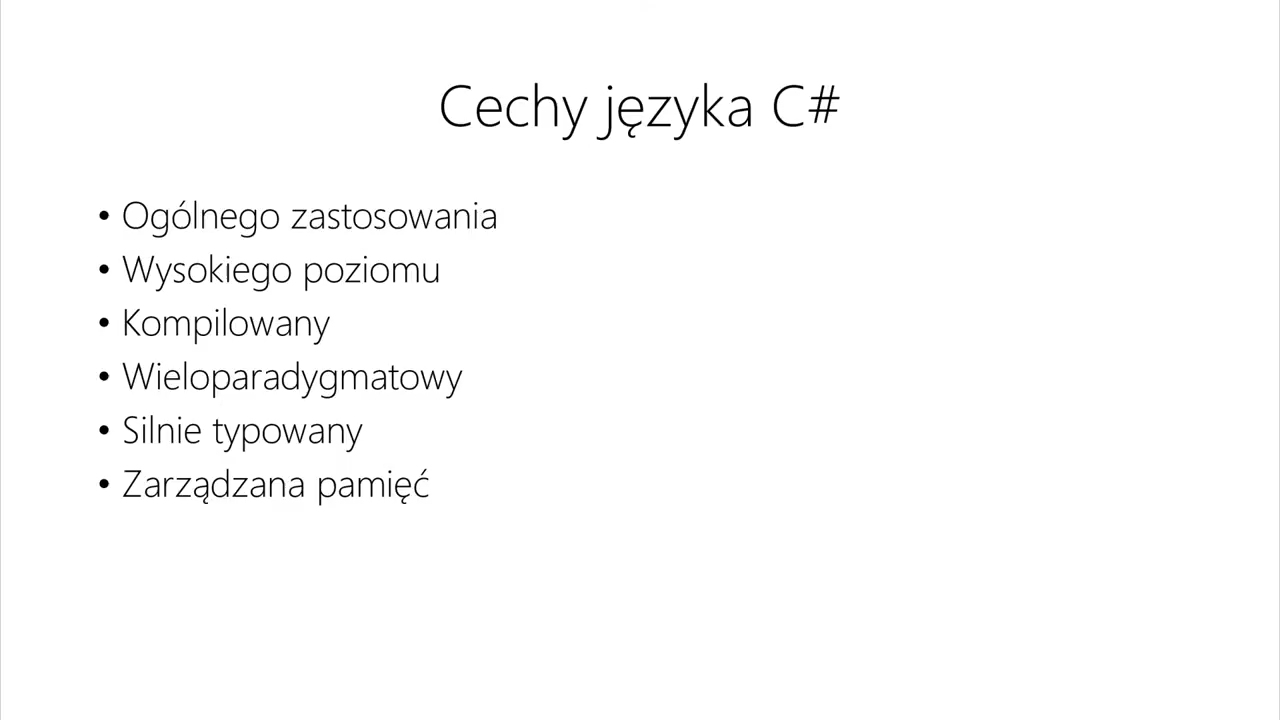 Cechy języka C#
• Ogólnego zastosowania
• Wysokiego poziomu
• Kompilowany
• Wieloparadygmatowy
• Silnie typowany
• Zarządzana pamięć